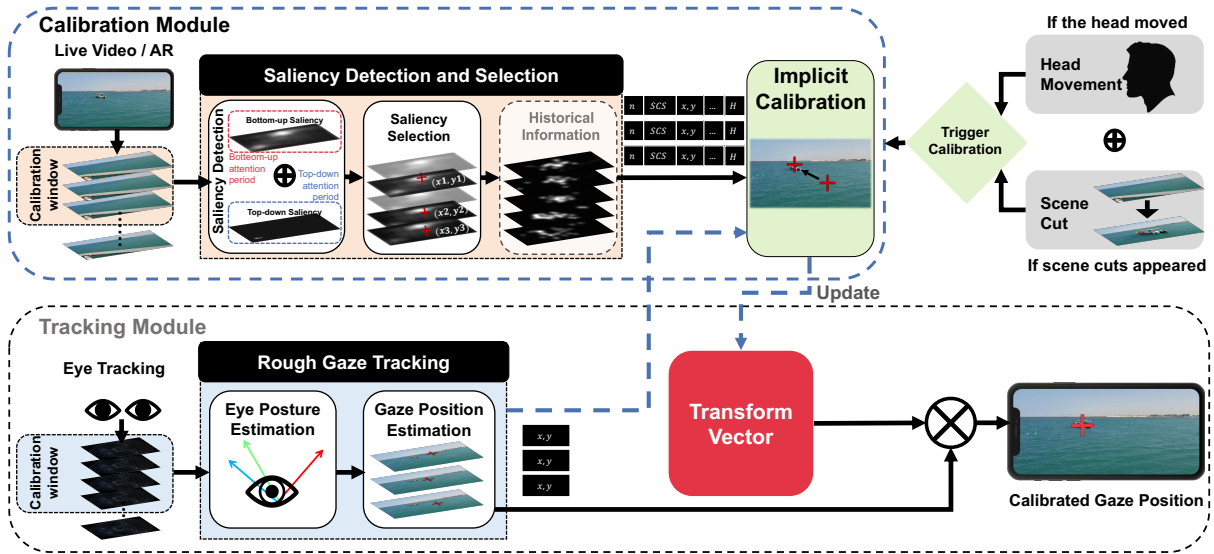 Calibration Module
Live Video / AR
Calibration
window
Saliency Detection and Selection
Saliency Detection
Bottom-up Saliency
Bottoem-up
attention
period
Top-down
attention
period
Top-down Saliency
Saliency
Selection
(x1, y1)
(x2, y2)
(x3, y3)
Historical
Information
n SCS x, y ... H
n SCS x, y ... H
n SCS x, y ... H
Implicit
Calibration
Trigger
Calibration
If the head moved
Head
Movement
Scene
Cut
If scene cuts appeared
Update
Tracking Module
Eye Tracking
Calibration
window
Rough Gaze Tracking
Eye Posture
Estimation
Gaze Position
Estimation
x, y
x, y
x, y
Transform
Vector
Calibrated Gaze Position